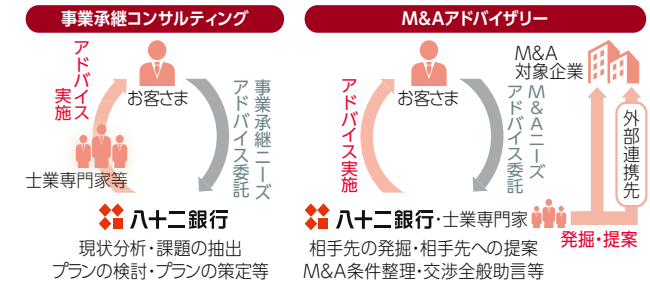 事業承継コンサルティング
アドバイス
実施
お客さま
事業承継ニーズ
アドバイス委託
士業専門家等
八十二銀行
現状分析・課題の抽出
プランの検討・プランの策定等
M&Aアドバイザリー
M&A
対象企業
アドバイス実施
お客さま
M&Aニーズ
アドバイス委託
外部連携先
八十二銀行・士業専門家
発掘・提案
相手先の発掘・相手先への提案
M&A条件整理・交渉全般助言等